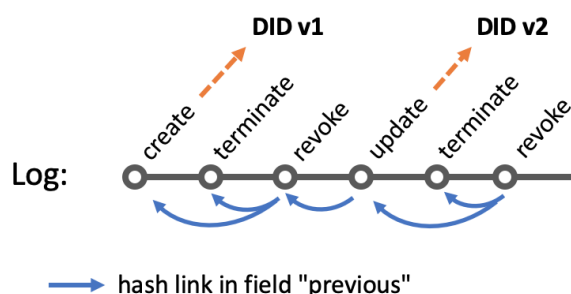 DID v1
DID v2
create
terminate
revoke
update
terminate
revoke
Log:
hash link in field "previous"